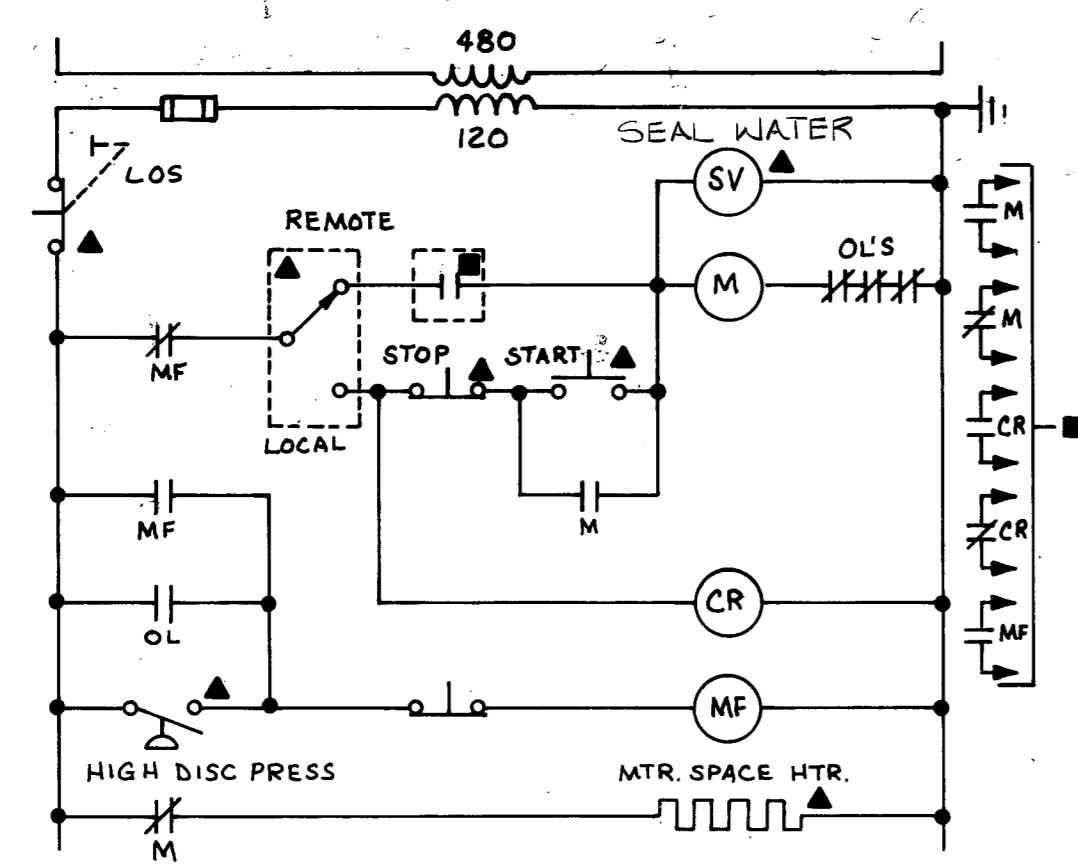 480
120
SEAL WATER
LOS
SV
REMOTE
M
OL'S
M
M
MF
STOP
START
CR
LOCAL
MF
M
CR
OL
CR
MF
MF
HIGH DISC PRESS
MTR. SPACE HTR.
M